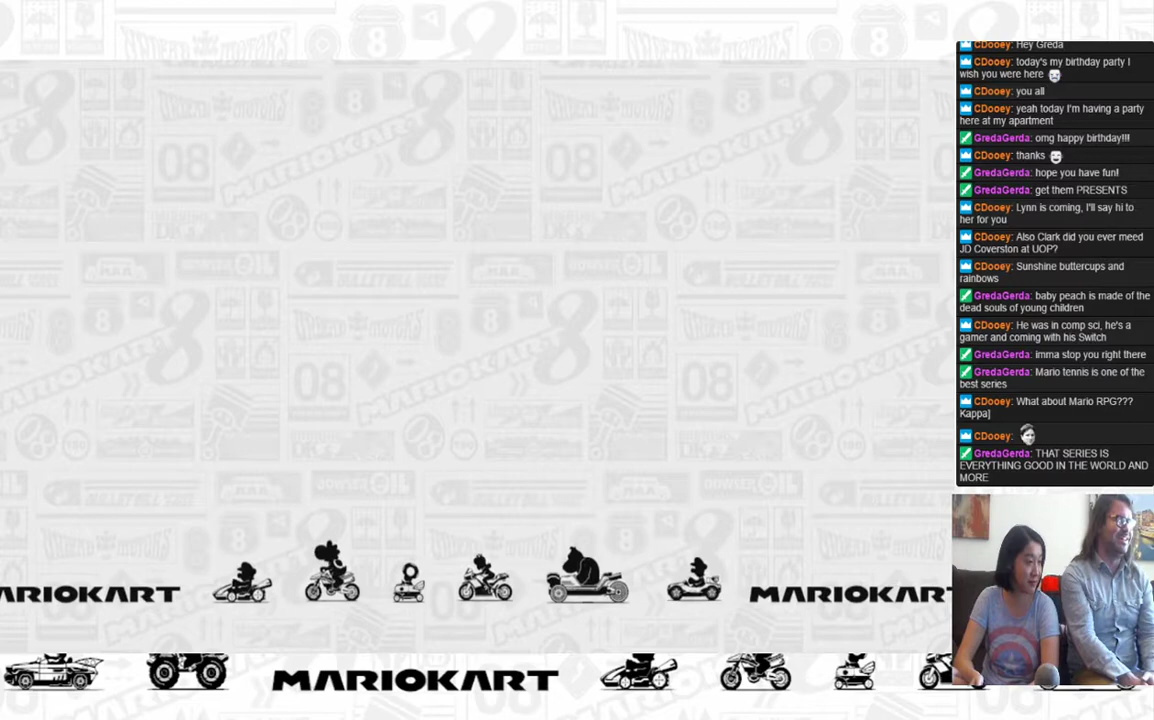 CDooey: Hey Greda
CDooey: today's my birthday party I
wish you were here
CDooey: you all
CDooey: yeah today I'm having a party
here at my apartment
GredaGerda: omg happy birthday!!!
CDooey: thanks
GredaGerda: hope you have fun!
GredaGerda: get them PRESENTS
CDooey: Lynn is coming, I'll say hi to
her for you
CDooey: Also Clark did you ever meed
JD Coverston at UOP?
CDooey: Sunshine buttercups and
rainbows
GredaGerda: baby peach is made of the
dead souls of young children
CDooey: He was in comp sci, he's a
gamer and coming with his Switch
GredaGerda: imma stop you right there
GredaGerda: Mario tennis is one of the
best series
CDooey: What about Mario RPG???
Kappa]
CDooey:
GredaGerda: THAT SERIES IS
EVERYTHING GOOD IN THE WORLD AND
MORE
ARIOKART MARIOKAR
MARIOKART